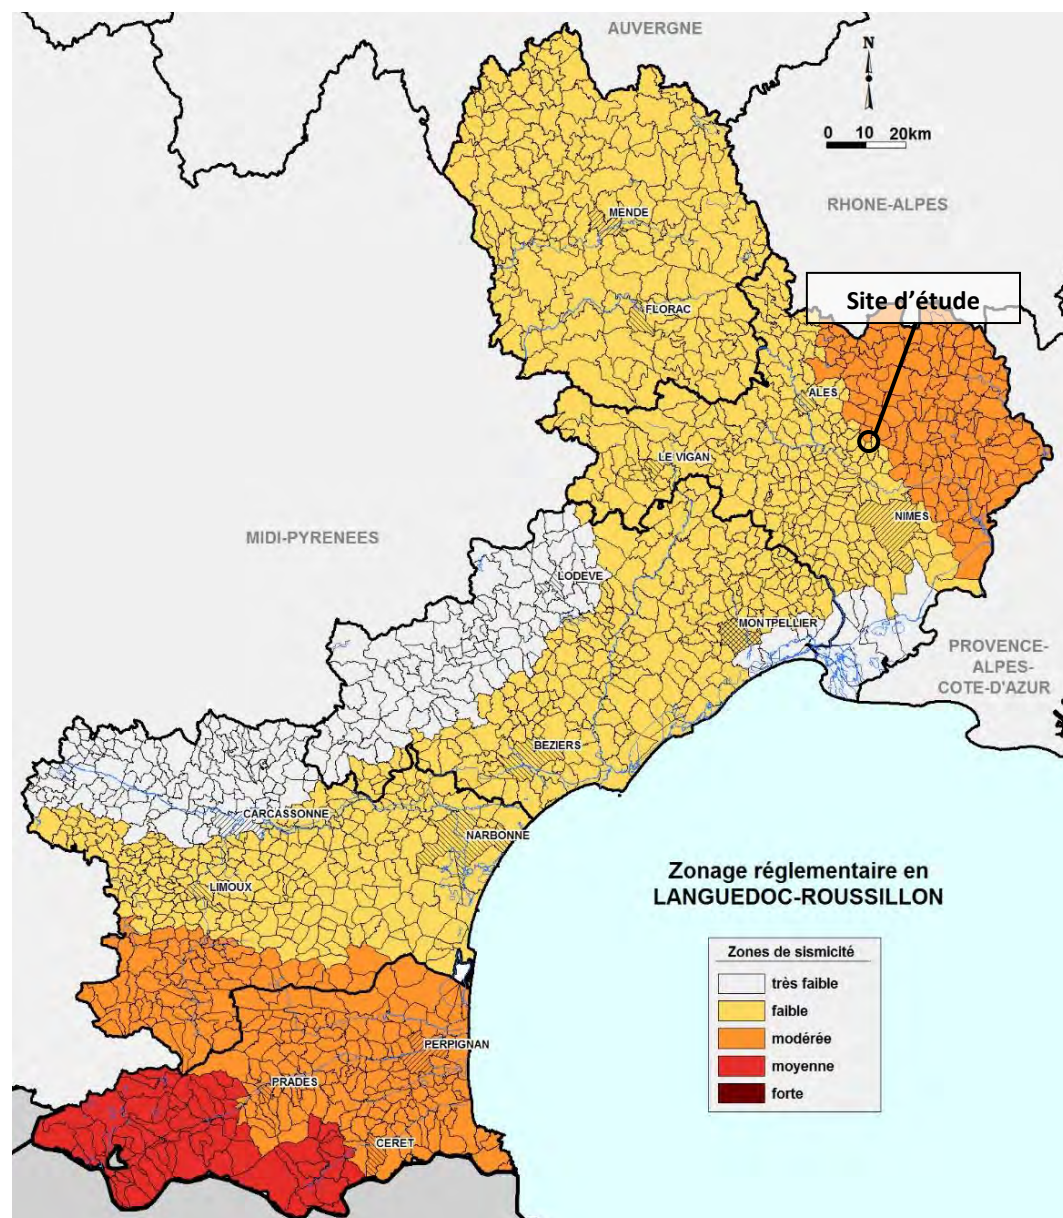 AUVERGNE
N
0 10 20km
RHONE-ALPES
MENDE
Site d'étude
FLORAC
ALES
LE VIGAN
NIMES
MIDI-PYRENEES
LODEVE
MONTPELLIER
PROVENCE-
ALPES-
COTE-D'AZUR
BEZIERS
CARCASSONNE
NARBONNE
Zonage réglementaire en
LANGUEDOC-ROUSSILLON
LIMOUX
Zones de sismicité
très faible
faible
modérée
moyenne
forte
PERPIGNAN
PRADES
CERET